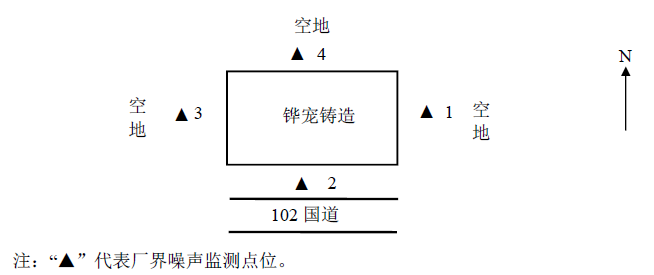 空地
▲ 4
N
空地
▲ 3
铧宠铸造
▲ 1
空地
▲ 2
102 国道
注：“▲”代表厂界噪声监测点位。